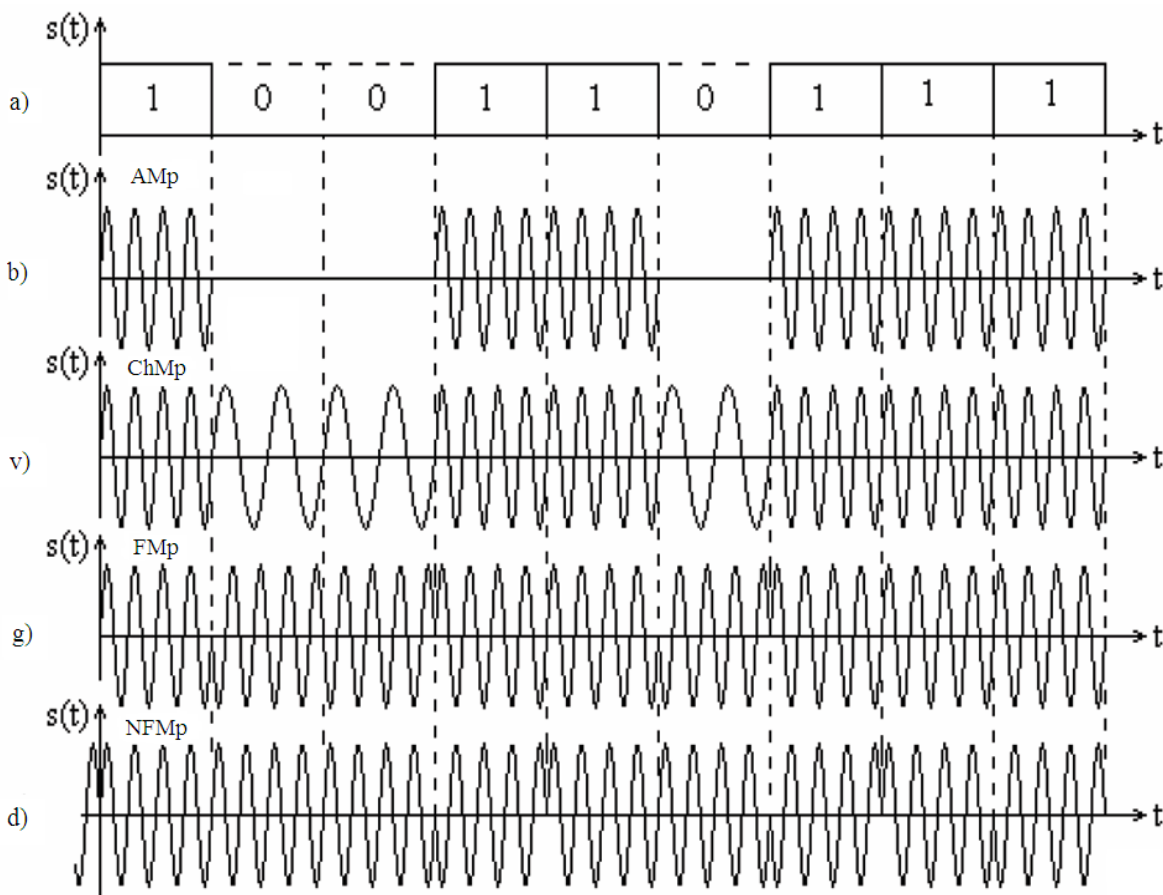 s(t)
a) 1 0 0 1 1 0 1 1 1
t
s(t) AMp
b)
t
s(t) ChMp
v)
t
s(t) FMp
g)
t
s(t) NFMp
d)
t